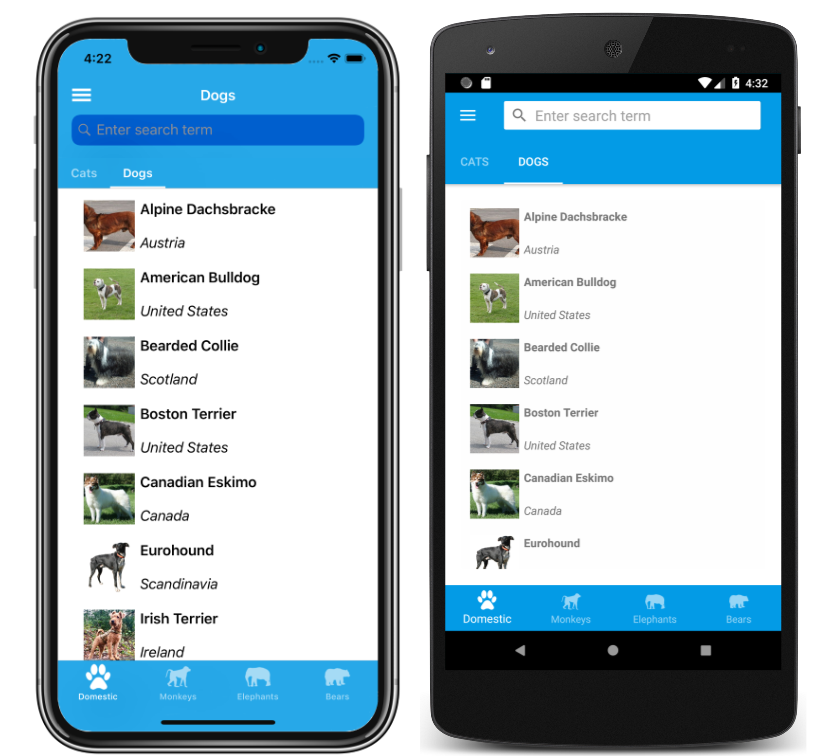 4:22
Dogs
Enter search term
Cats Dogs
Alpine Dachsbracke
Austria
American Bulldog
United States
Bearded Collie
Scotland
Boston Terrier
United States
Canadian Eskimo
Canada
Eurohound
Scandinavia
Irish Terrier
Ireland
Domestic Monkeys Elephants Bears
4:32
Enter search term
CATS DOGS
Alpine Dachsbracke
Austria
American Bulldog
United States
Bearded Collie
Scotland
Boston Terrier
United States
Canadian Eskimo
Canada
Eurohound
Domestic Monkeys Elephants Bears